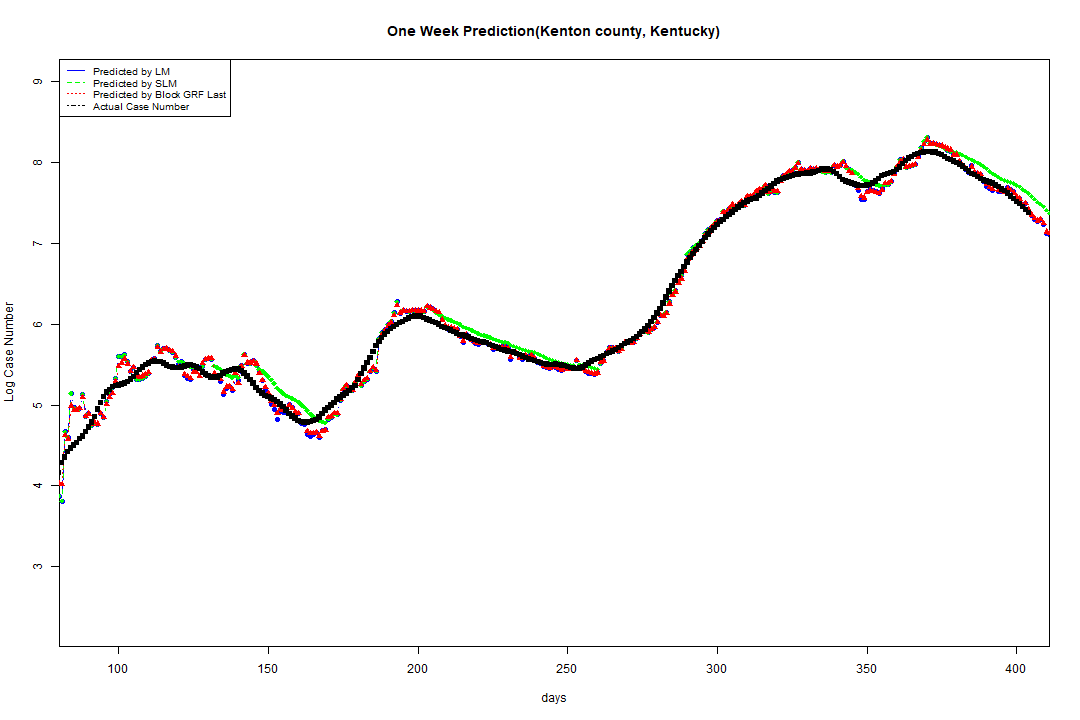 One Week Prediction(Kenton county, Kentucky)
Predicted by LM
Predicted by SLM
Predicted by Block GRF Last
Actual Case Number
Log Case Number
9
8
7
6
5
4
3
100 150 200 250 300 350 400
days